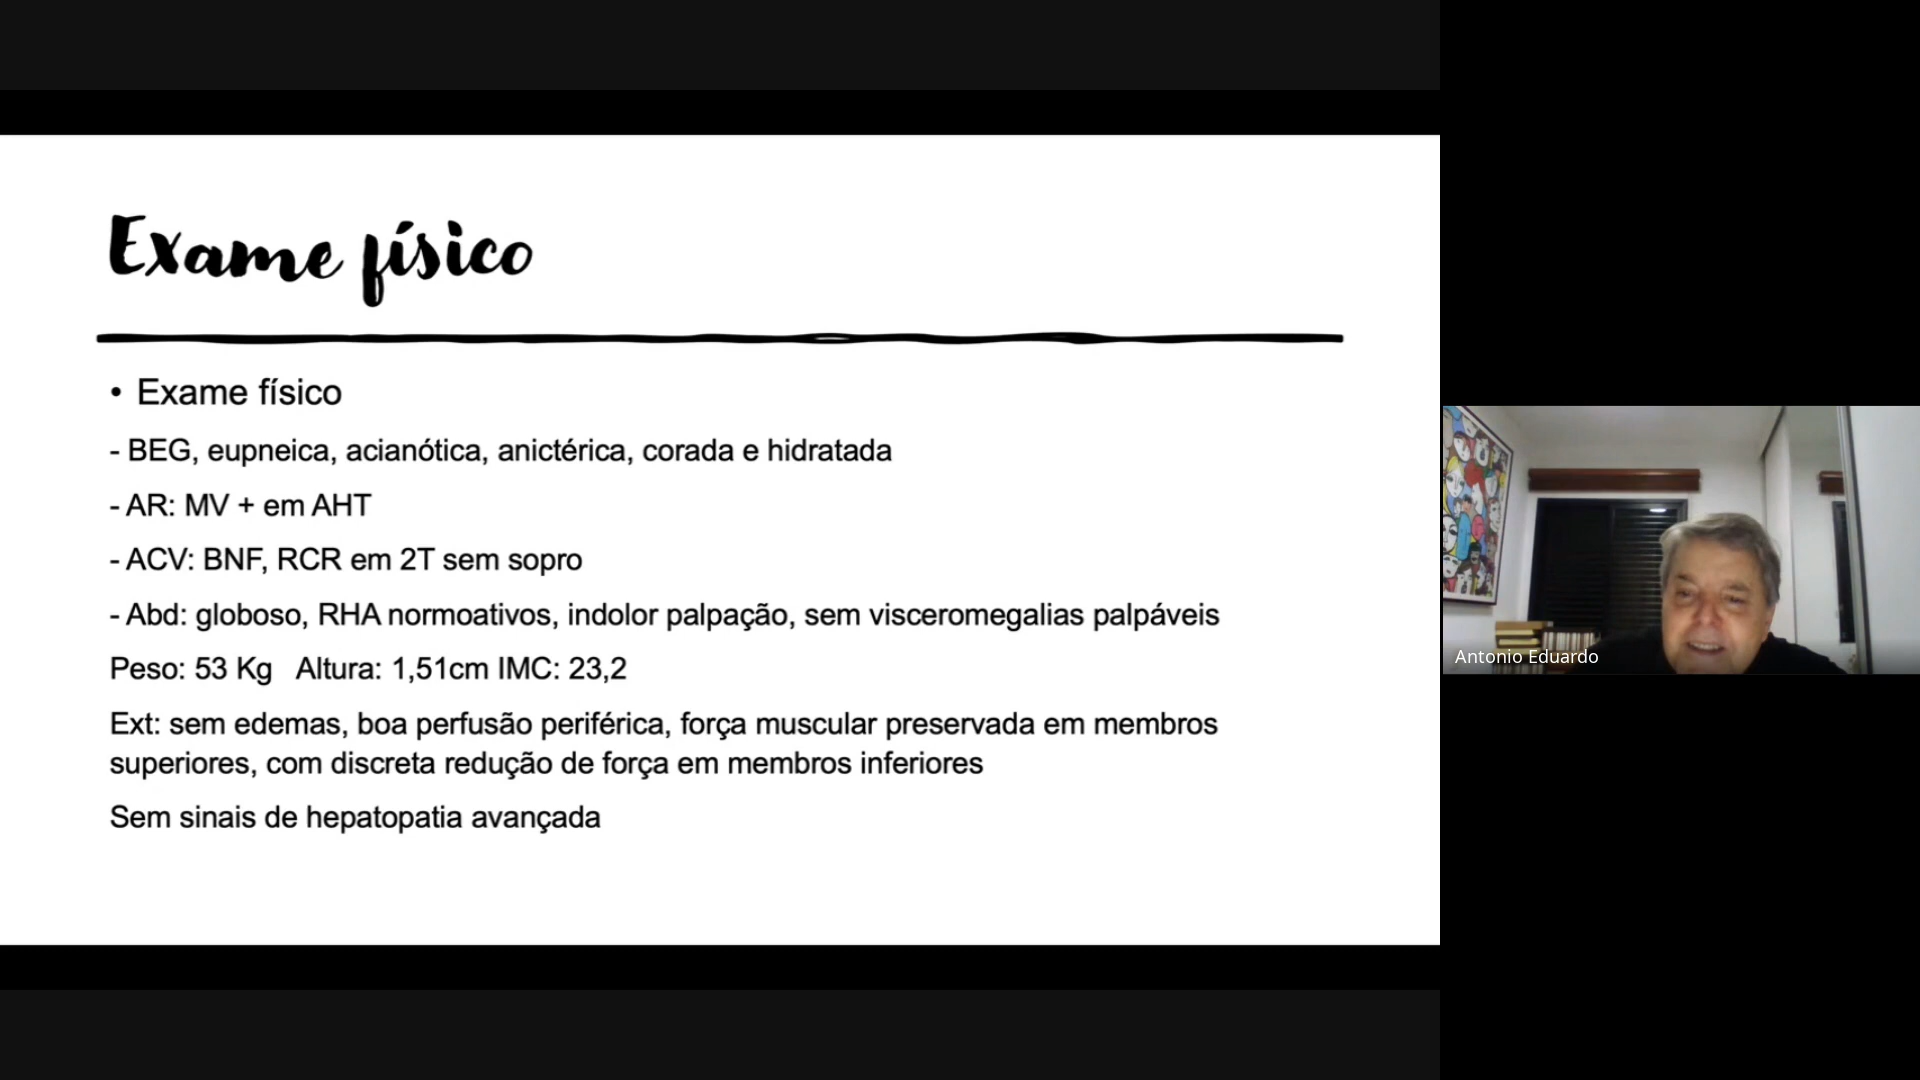 Exame físico
• Exame físico
- BEG, eupneica, acianótica, anictérica, corada e hidratada
- AR: MV + em AHT
- ACV: BNF, RCR em 2T sem sopro
- Abd: globoso, RHA normoativos, indolor palpação, sem visceromegalias palpáveis
Peso: 53 Kg Altura: 1,51cm IMC: 23,2
Ext: sem edemas, boa perfusão periférica, força muscular preservada em membros
superiores, com discreta redução de força em membros inferiores
Sem sinais de hepatopatia avançada
Antonio Eduardo